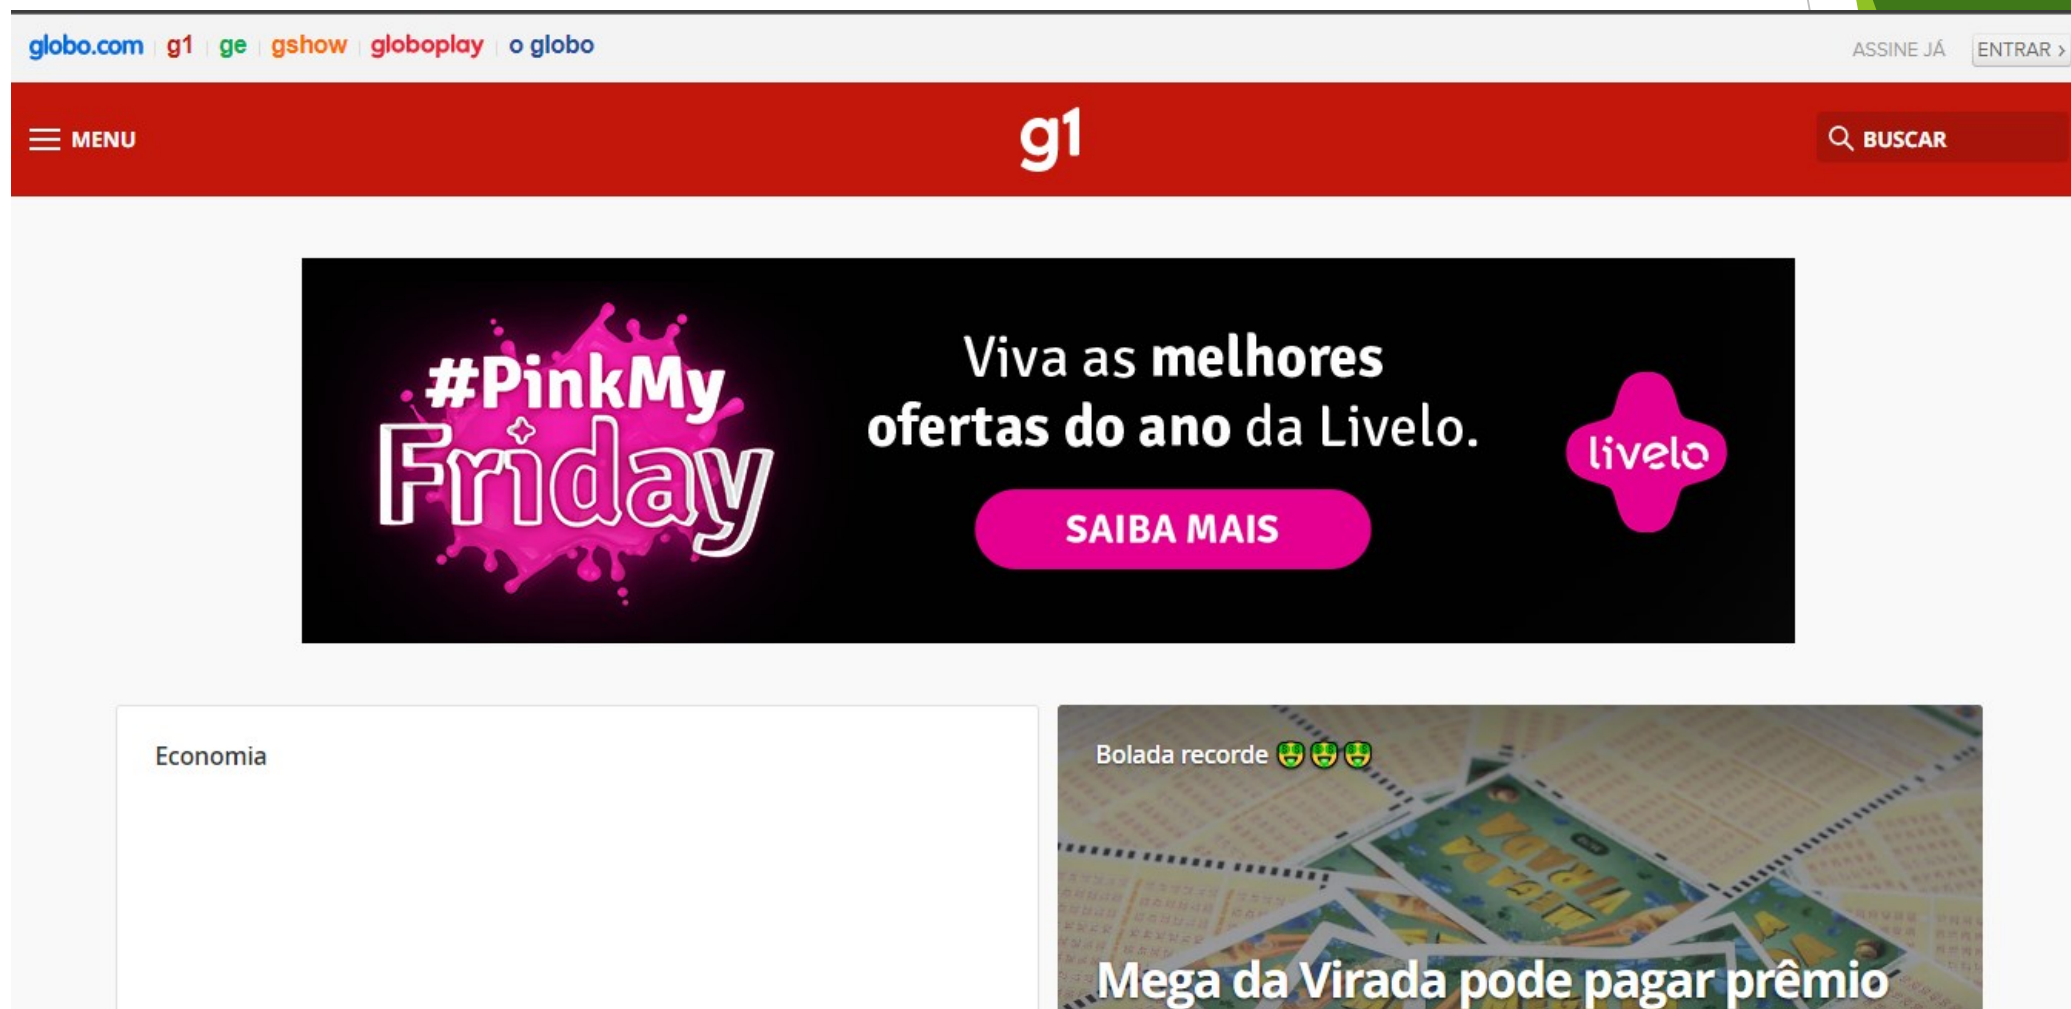 globo.com g1 ge gshow globoplay o globo
ASSINE JÁ ENTRAR >
MENU
g1
BUSCAR
#PinkMy
Friday
Viva as melhores
ofertas do ano da Livelo.
SAIBA MAIS
livelo
Economia
Bolada recorde 🤑🤑🤑
Mega da Virada pode pagar prêmio